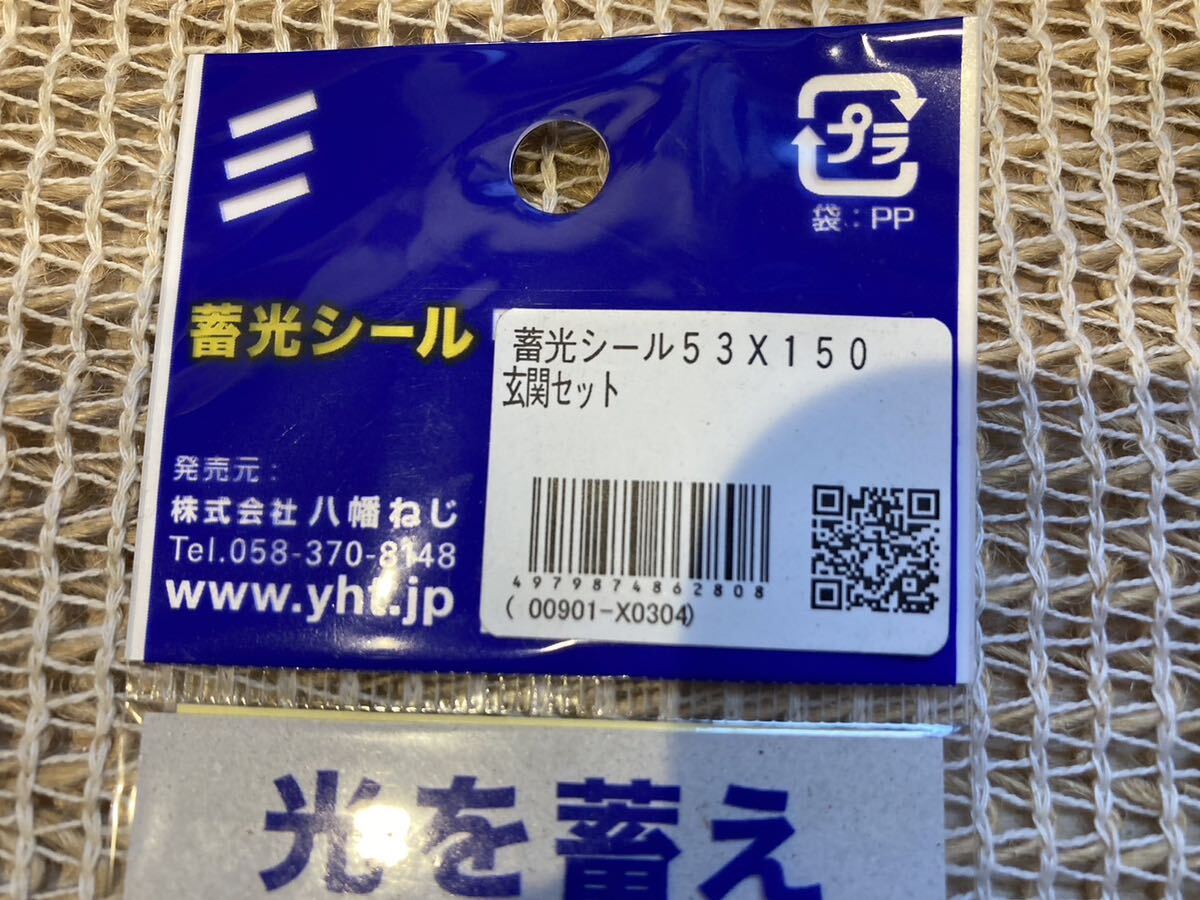 プラ
袋：PP
蓄光シール
蓄光シール５３Ｘ１５０
玄関セット
4979874862808
( 00901-X0304)
発売元：
株式会社 八幡ねじ
Tel.058-370-8148
www.yht.jp
光を蓄え